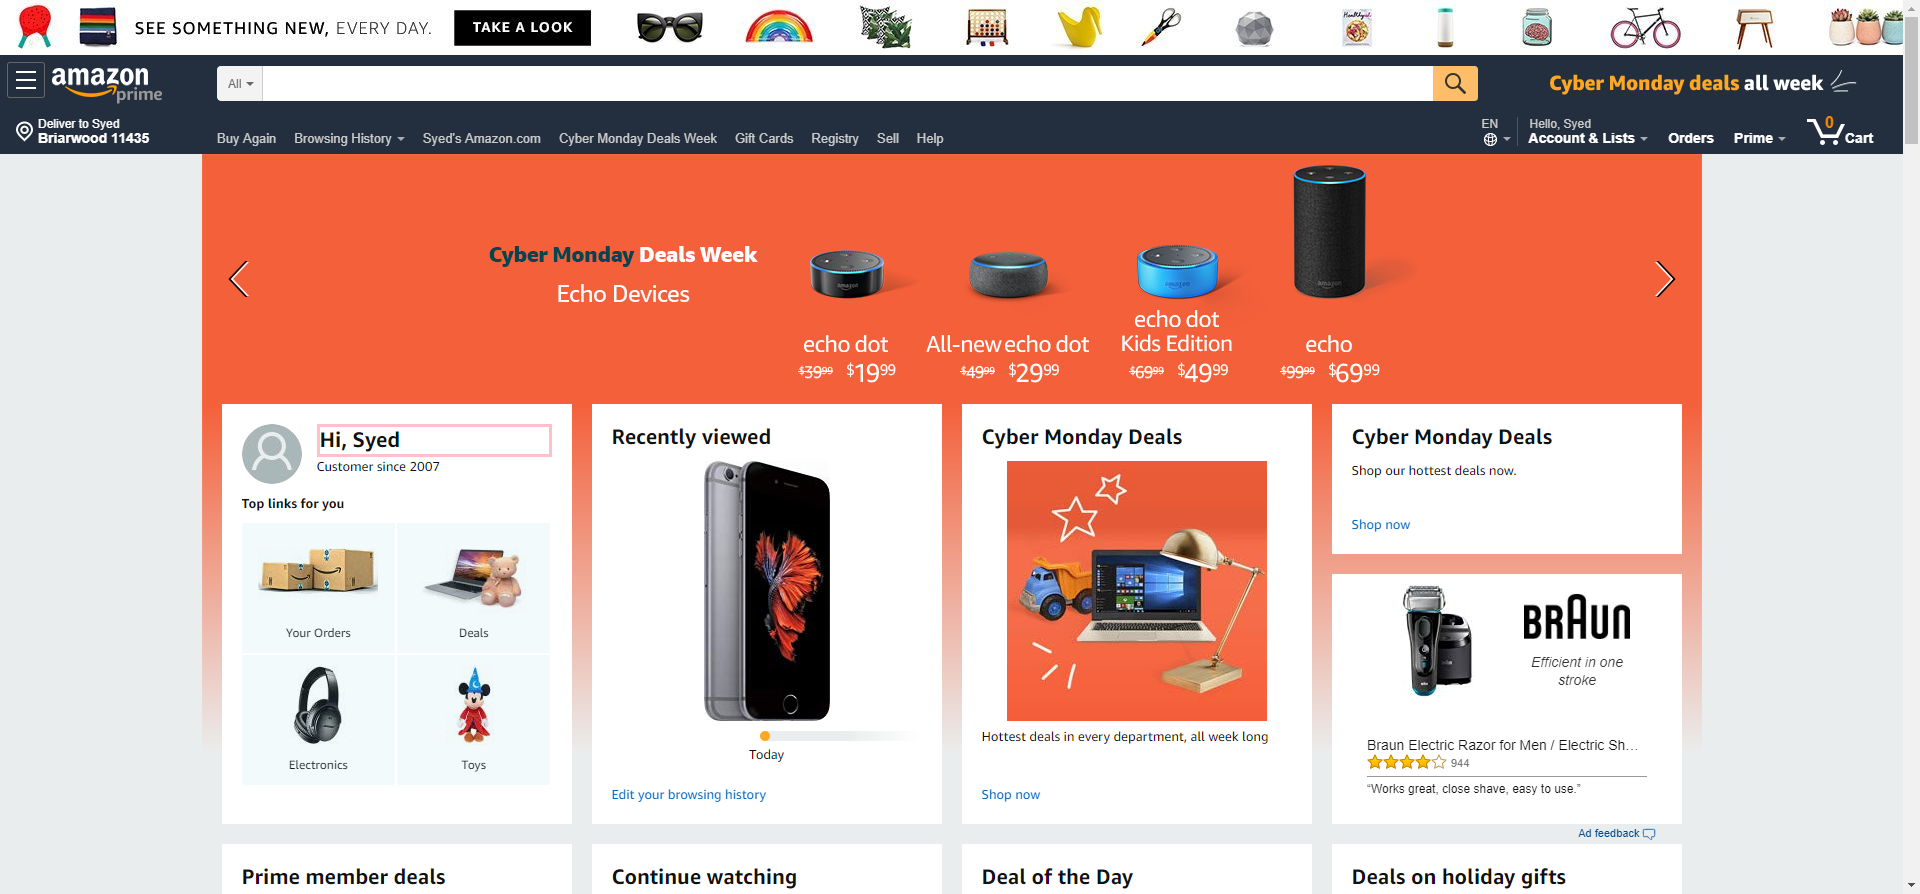 SEE SOMETHING NEW, EVERY DAY. TAKE A LOOK
amazon prime
All
Cyber Monday deals all week
Deliver to Syed
Briarwood 11435
Buy Again Browsing History Syed's Amazon.com Cyber Monday Deals Week Gift Cards Registry Sell Help
EN
Hello, Syed
Account & Lists Orders Prime 0 Cart
Cyber Monday Deals Week
Echo Devices
echo dot
$39.99 $19.99
All-new echo dot
$49.99 $29.99
echo dot
Kids Edition
$69.99 $49.99
echo
$99.99 $69.99
Hi, Syed
Customer since 2007
Top links for you
Your Orders
Deals
Electronics
Toys
Recently viewed
Today
Edit your browsing history
Cyber Monday Deals
Hottest deals in every department, all week long
Shop now
Cyber Monday Deals
Shop our hottest deals now.
Shop now
BRAUN
Efficient in one
stroke
Braun Electric Razor for Men / Electric Sh…
944
“Works great, close shave, easy to use.”
Ad feedback
Prime member deals
Continue watching
Deal of the Day
Deals on holiday gifts